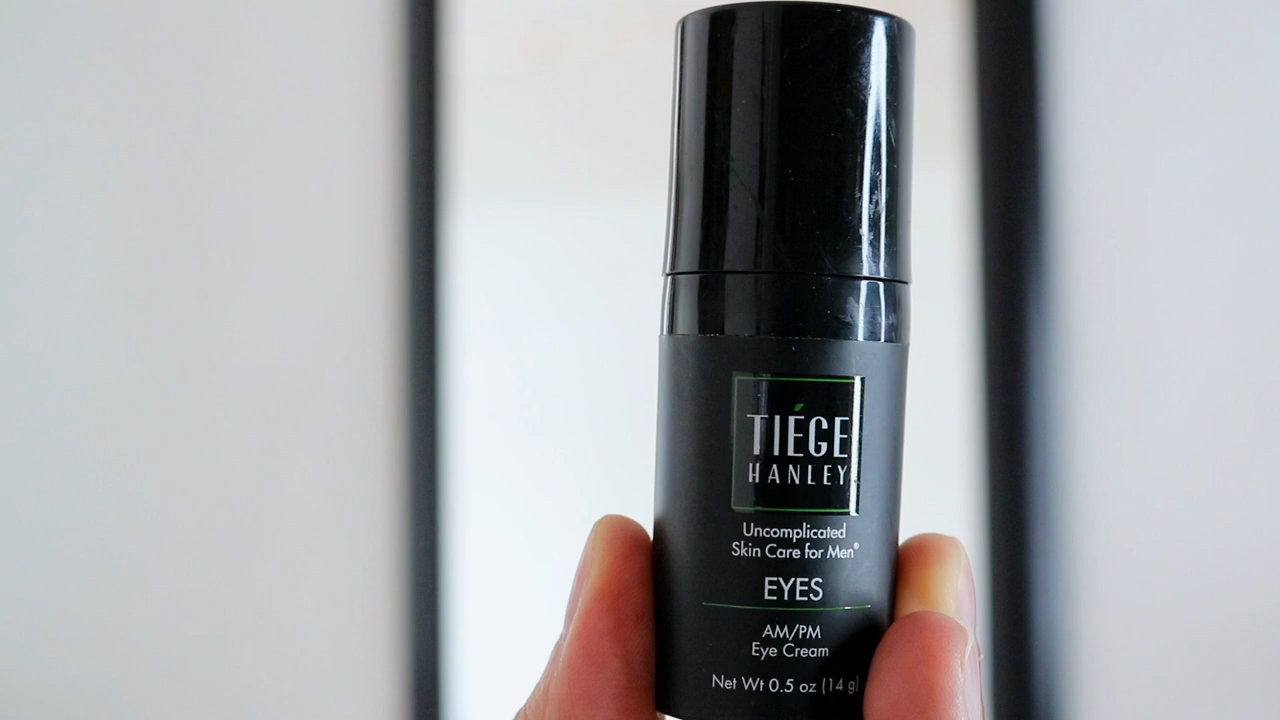 TIÉGE
HANLEY
Uncomplicated
Skin Care for Men®
EYES
AM/PM
Eye Cream
Net Wt 0.5 oz (14 g)